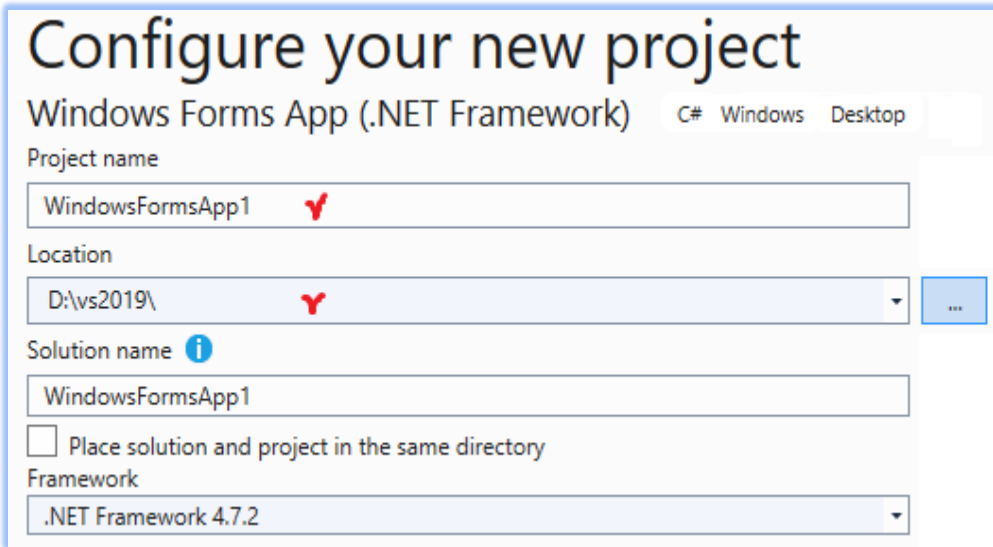 Configure your new project
Windows Forms App (.NET Framework) C# Windows Desktop
Project name
WindowsFormsApp1
Location
D:\vs2019\
...
Solution name
WindowsFormsApp1
Place solution and project in the same directory
Framework
.NET Framework 4.7.2